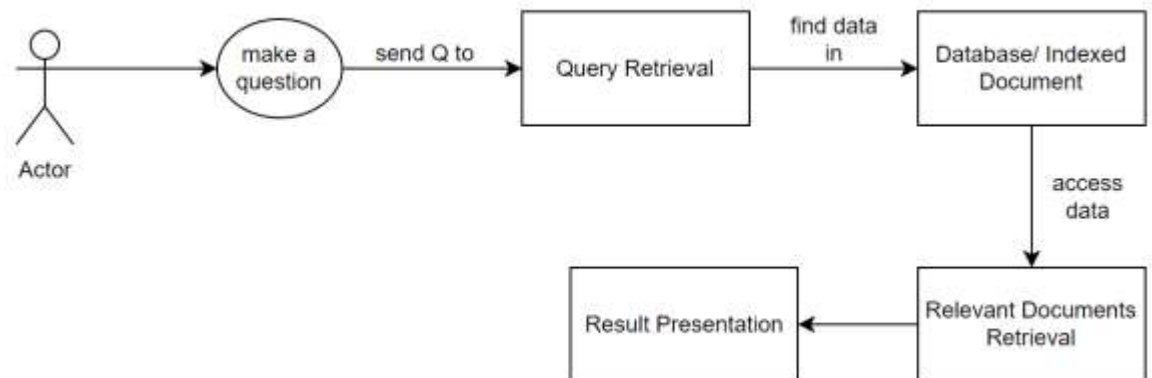 make a
question
send Q to
Query Retrieval
find data
in
Database/ Indexed
Document
Actor
access
data
Result Presentation
Relevant Documents
Retrieval